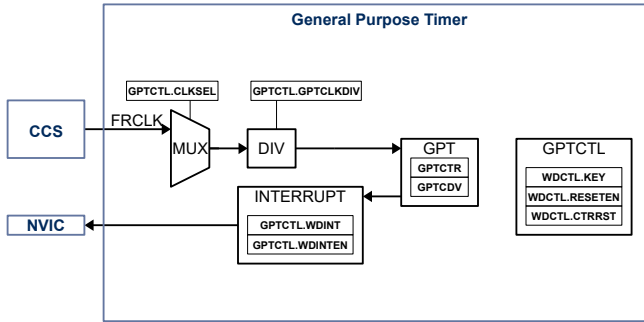 General Purpose Timer
GPTCTL.CLKSEL
GPTCTL.GPTCLKDIV
CCS
FRCLK
MUX
DIV
GPT
GPTCTR
GPTCDV
GPTCTL
WDCTL.KEY
WDCTL.RESETEN
WDCTL.CTRRST
INTERRUPT
GPTCTL.WDINT
GPTCTL.WDINTEN
NVIC